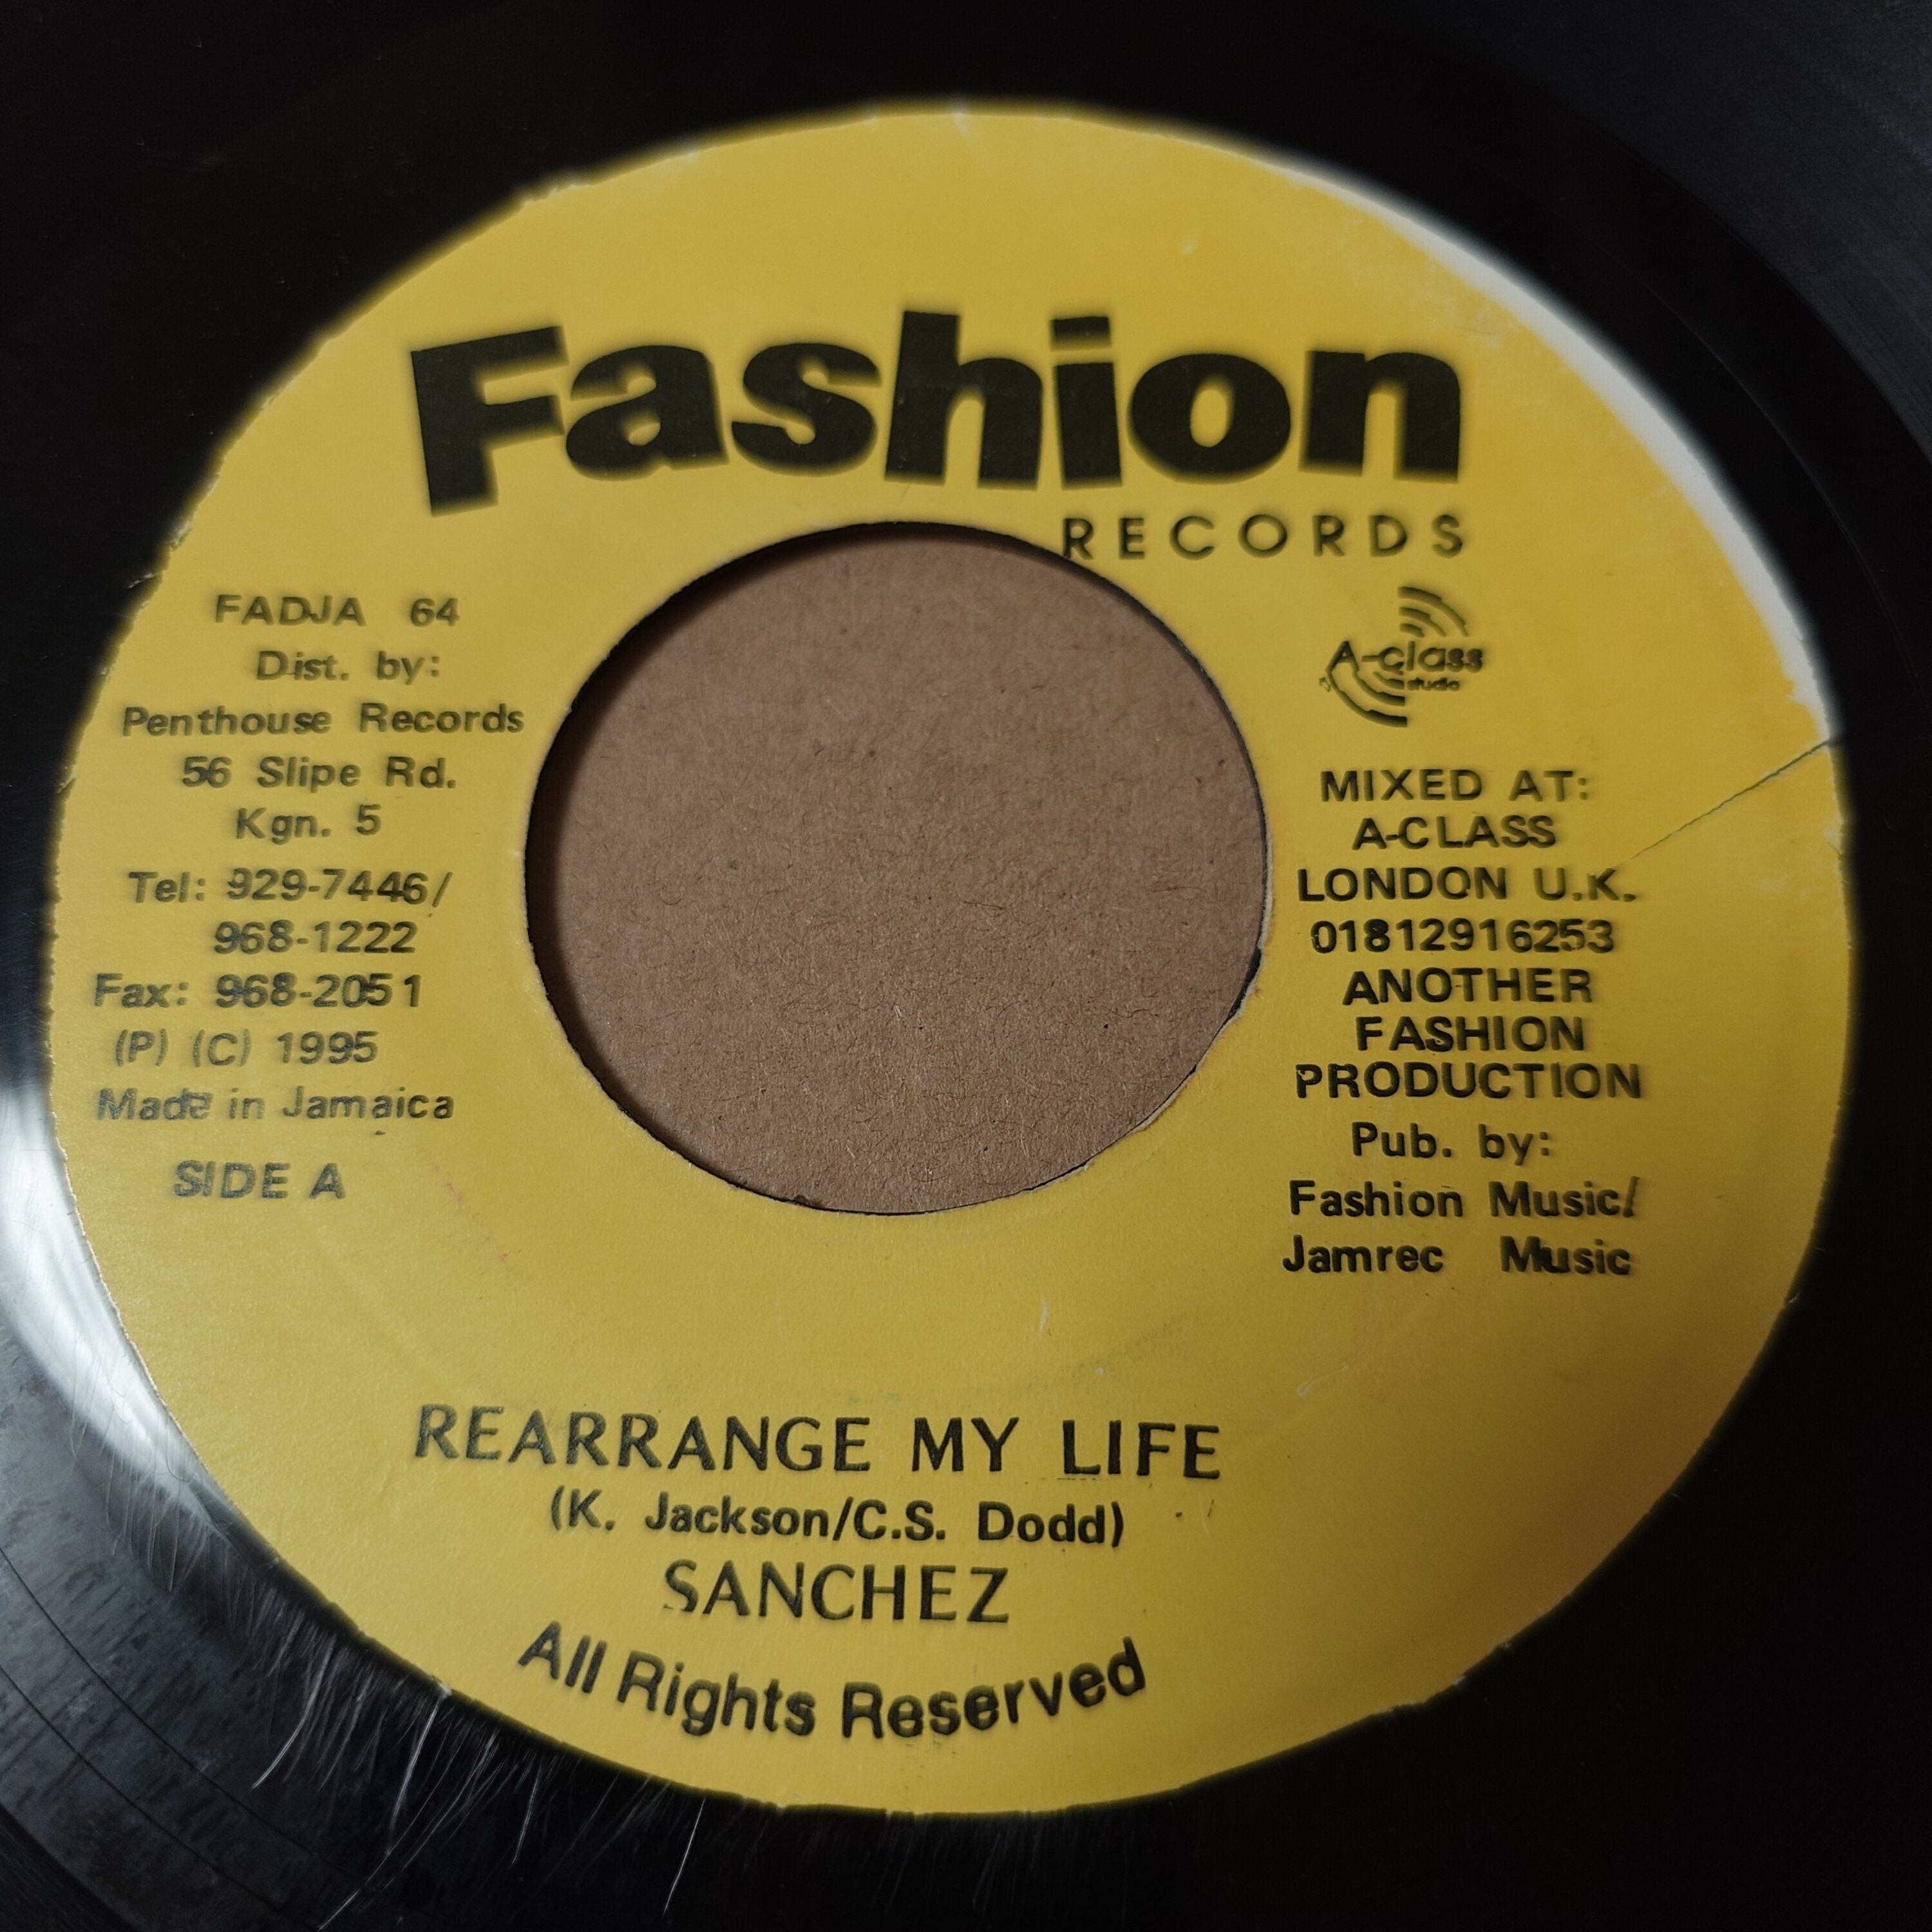 Fashion
RECORDS
FADJA 64
Dist. by:
Penthouse Records
56 Slipe Rd.
Kgn. 5
Tel: 929-7446/
968-1222
Fax: 968-2051
(P) (C) 1995
Made in Jamaica
SIDE A
A-class
studio
MIXED AT:
A-CLASS
LONDON U.K.
01812916253
ANOTHER
FASHION
PRODUCTION
Pub. by:
Fashion Music/
Jamrec Music
REARRANGE MY LIFE
(K. Jackson/C.S. Dodd)
SANCHEZ
All Rights Reserved